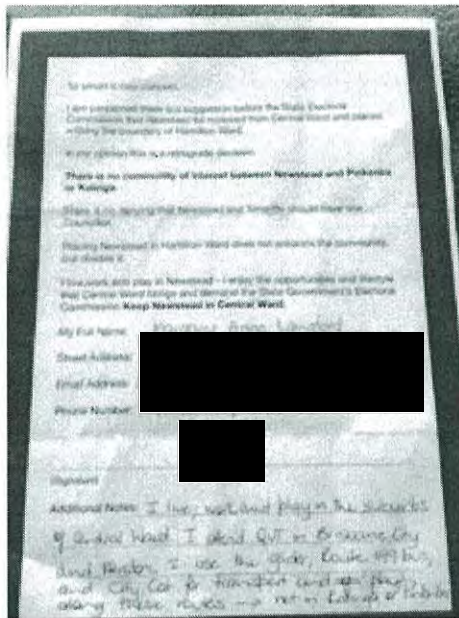 To whom it may concern,
I am concerned there is a suggestion before the State Electoral
Commission that Newstead be removed from Central Ward and placed
within the boundary of Hamilton Ward.
In my opinion this is a retrograde decision.
There is no community of interest between Newstead and Pinkenba
or Eatongs
There is no denying that Newstead and Teneriffe should have one
Councillor.
Placing Newstead in Hamilton Ward does not enhance the community,
but divides it.
I live, work and play in Newstead - I enjoy the opportunities and lifestyle
that Central Ward brings and demand the State Government's Electoral
Commission Keep Newstead in Central Ward.
My Full Name: Anne
Street Address:
Email Address:
Phone Number:
Signature
Additional Notes: I live, work and play in the suburbs
of Central Ward. I attend QUT in Brisbane City
and I use the Route 199 bus,
and City Cat for transport
along these routes - not in